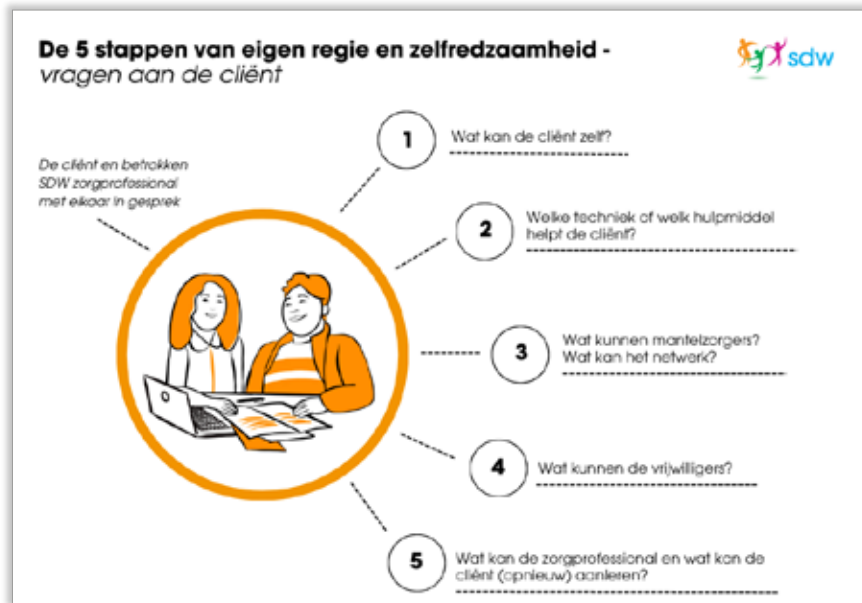 De 5 stappen van eigen regie en zelfredzaamheid -
vragen aan de cliënt
sdw
De cliënt en betrokken
SDW zorgprofessional
met elkaar in gesprek
1
Wat kan de cliënt zelf?
2
Welke techniek of welk hulpmiddel
helpt de cliënt?
3
Wat kunnen mantelzorgers?
Wat kan het netwerk?
4
Wat kunnen de vrijwilligers?
5
Wat kan de zorgprofessional en wat kan de
cliënt (opnieuw) aanleren?